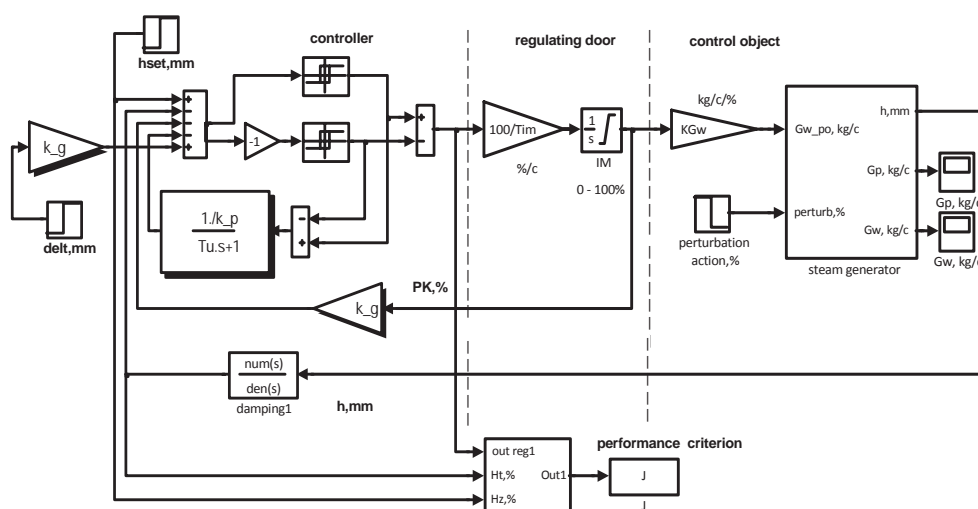 controller
regulating door
control object
hset,mm
kg/c/%
h,mm
+
−
+
−
+
-1
+
−
100/Tim
%/c
1
s
IM
0 - 100%
KGw
Gw_po, kg/c
Gp, kg/c
Gp, kg/c
k_g
delt,mm
1./k_p
Tu.s+1
−
+
perturbation
action,%
perturb,%
Gw, kg/c
Gw, kg/c
steam generator
PK,%
k_g
num(s)
den(s)
damping1
h,mm
performance criterion
out reg1
Ht,%
Hz,%
Out1
J